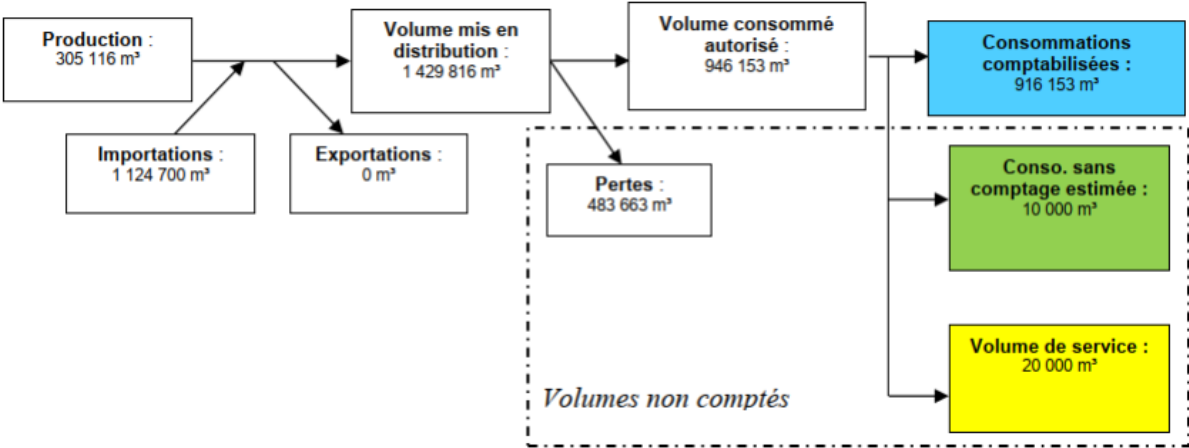 Production :
305 116 m³
Volume mis en
distribution :
1 429 816 m³
Volume consommé
autorisé :
946 153 m³
Consommations
comptabilisées :
916 153 m³
Importations :
1 124 700 m³
Exportations :
0 m³
Pertes :
483 663 m³
Conso. sans
comptage estimée :
10 000 m³
Volume de service :
20 000 m³
Volumes non comptés